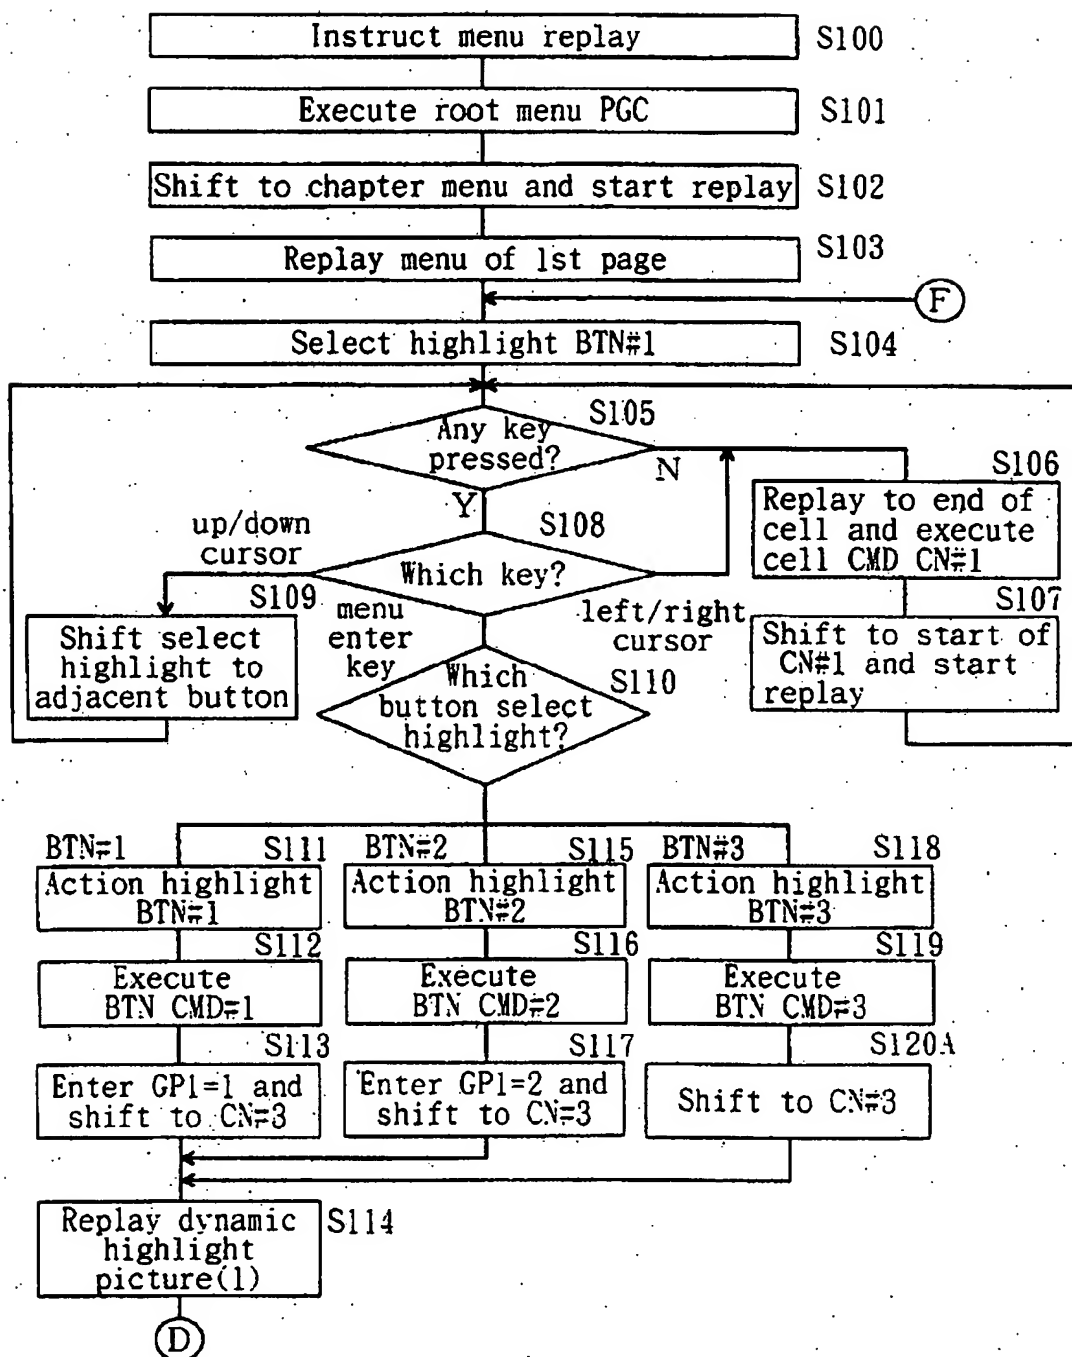 Instruct menu replay
S100
Execute root menu PGC
S101
Shift to chapter menu and start replay
S102
Replay menu of 1st page
S103
F
Select highlight BTN#1
S104
S105
Any key
pressed?
N
Y
S106
Replay to end of
cell and execute
cell CMD CN#1
up/down
cursor
S108
Which key?
S109
Shift select
highlight to
adjacent button
menu
enter
key
left/right
cursor
S107
Shift to start of
CN#1 and start
replay
S110
Which
button select
highlight?
BTN#1
S111
Action highlight
BTN#1
S112
Execute
BTN CMD#1
S113
Enter GP1=1 and
shift to CN#3
BTN#2
S115
Action highlight
BTN#2
S116
Execute
BTN CMD#2
S117
Enter GP1=2 and
shift to CN#3
BTN#3
S118
Action highlight
BTN#3
S119
Execute
BTN CMD#3
S120A
Shift to CN#3
Replay dynamic
highlight
picture(1)
S114
D